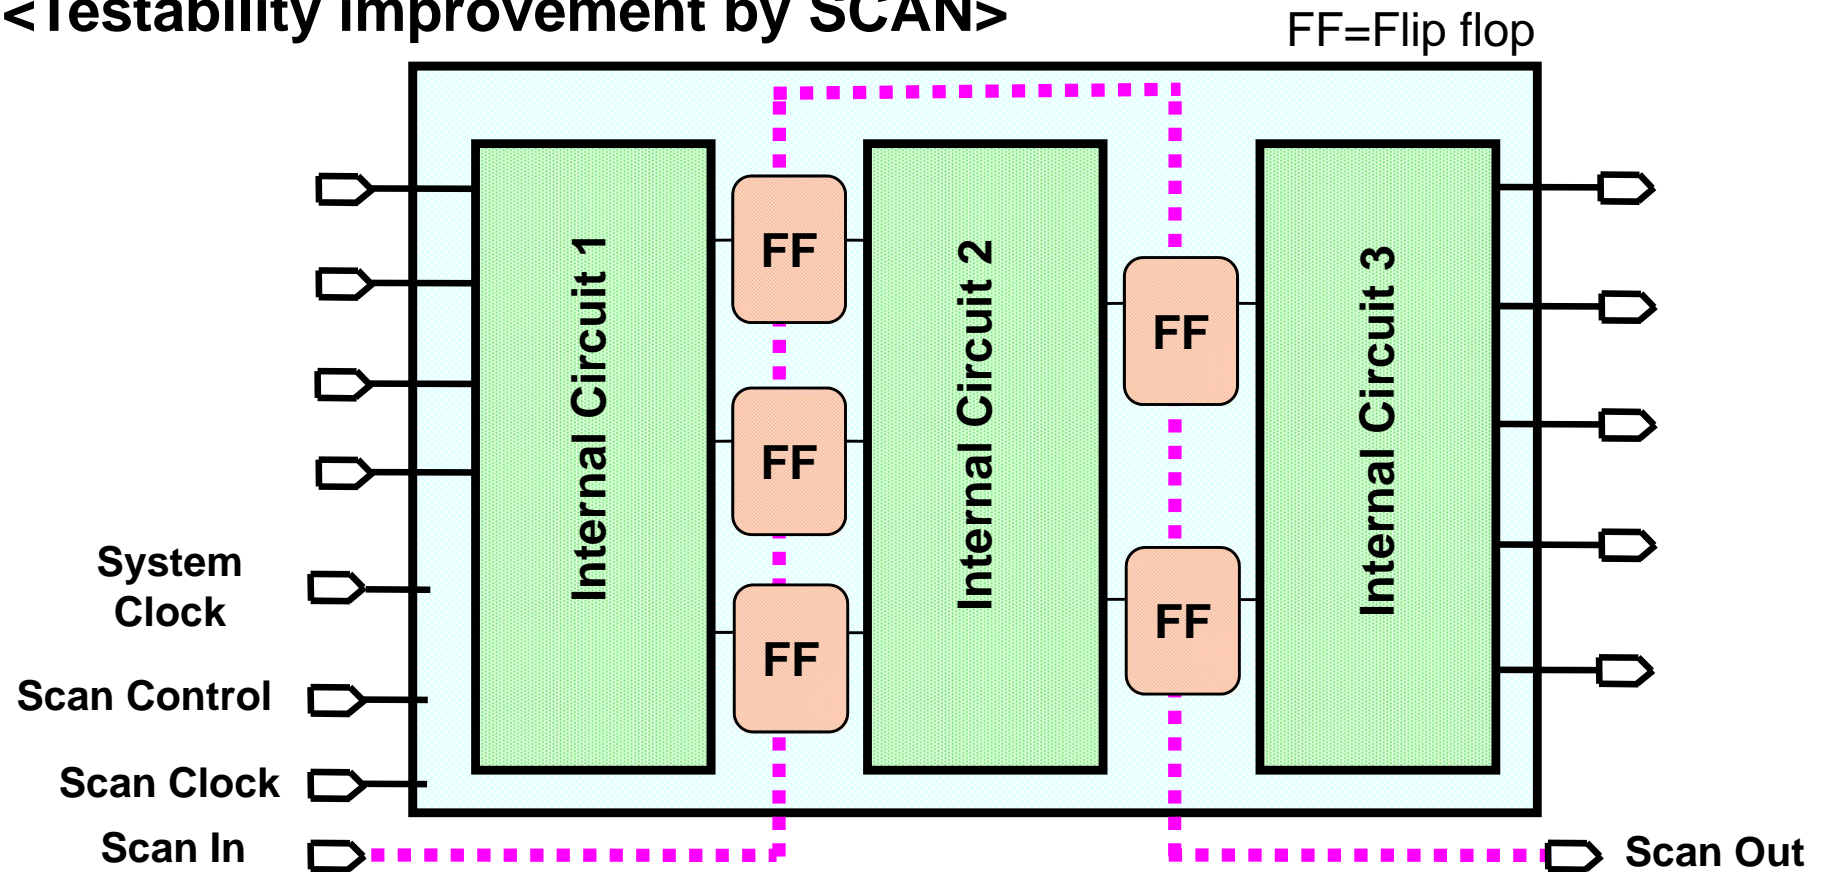 <Testability improvement by SCAN>
FF=Flip flop
Internal Circuit 1
FF
FF
FF
Internal Circuit 2
FF
FF
Internal Circuit 3
System
Clock
Scan Control
Scan Clock
Scan In
Scan Out